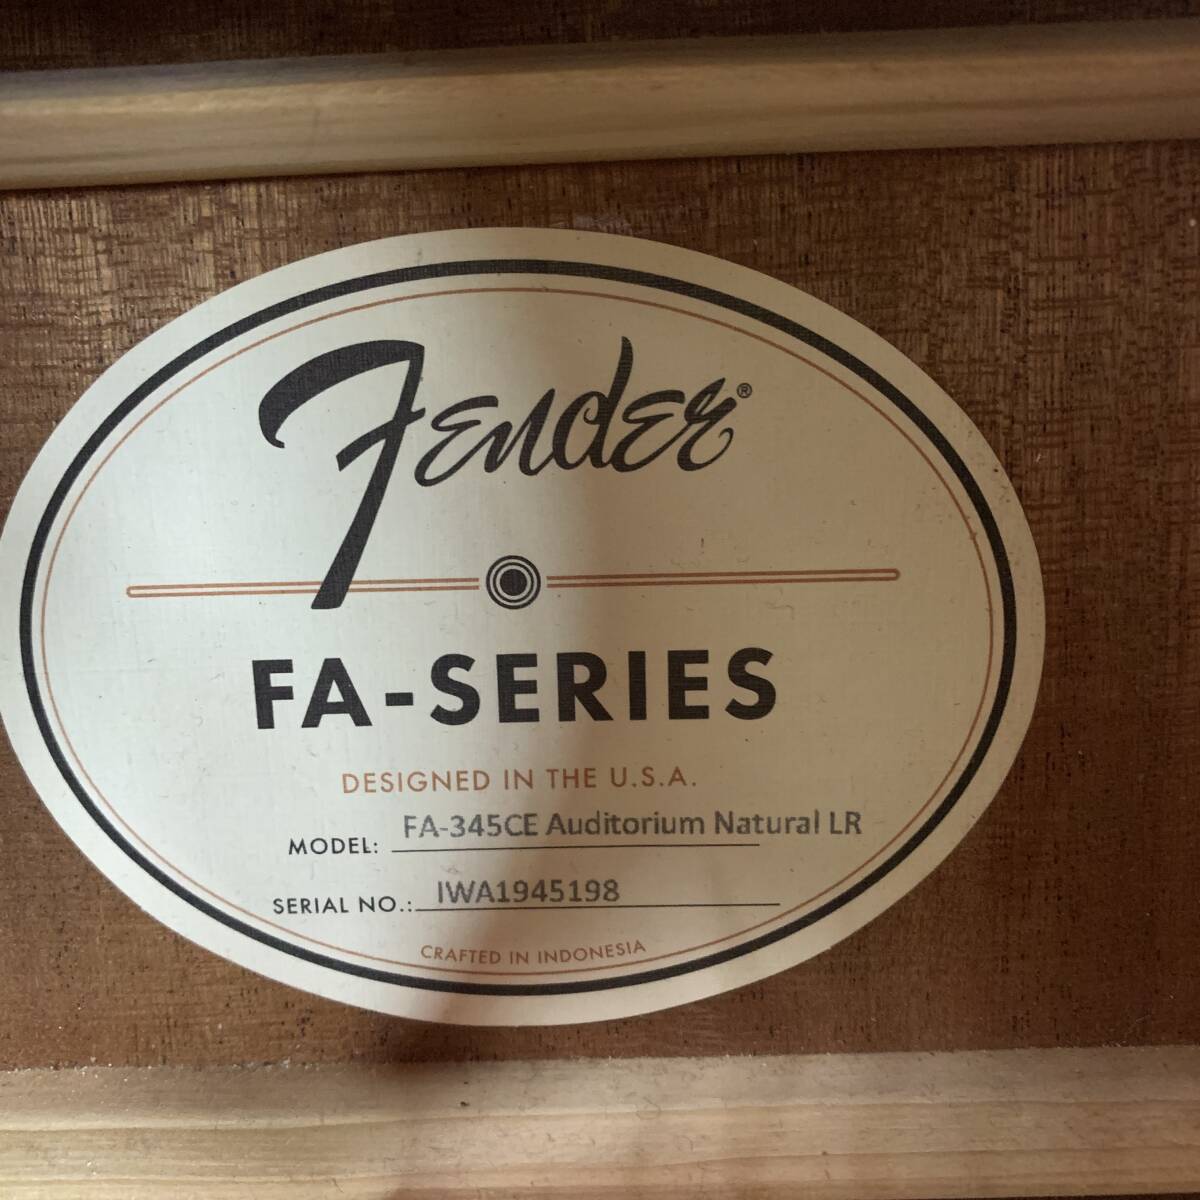 Fender®
FA-SERIES
DESIGNED IN THE U.S.A.
MODEL: FA-345CE Auditorium Natural LR
SERIAL NO.: IWA1945198
CRAFTED IN INDONESIA